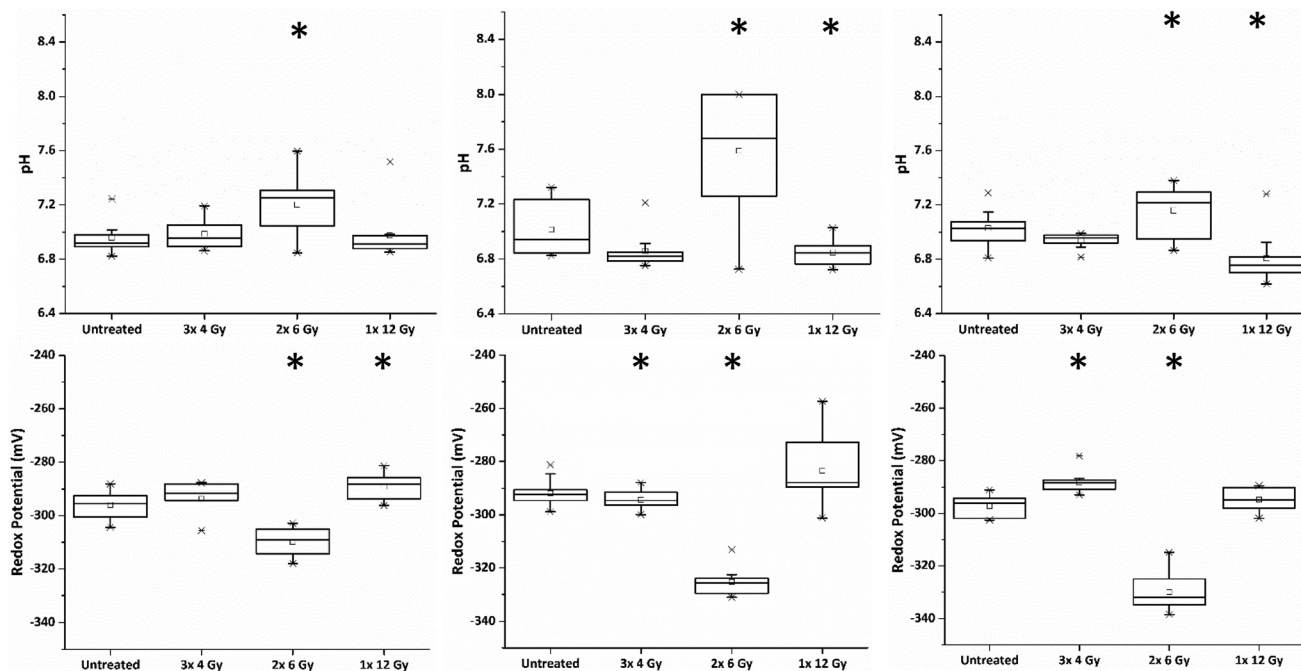 * * * * *
8.4 8.4 8.4
8.0 8.0 8.0
pH 7.6 pH 7.6 pH 7.6
7.2 7.2 7.2
6.8 6.8 6.8
6.4 6.4 6.4
Untreated 3x 4 Gy 2x 6 Gy 1x 12 Gy Untreated 3x 4 Gy 2x 6 Gy 1x 12 Gy Untreated 3x 4 Gy 2x 6 Gy 1x 12 Gy
-240 * * -240 * * -240 * *
-260 -260 -260
-280 -280 -280
Redox Potential (mV) Redox Potential (mV) Redox Potential (mV)
-300 -300 -300
-320 -320 -320
-340 -340 -340
Untreated 3x 4 Gy 2x 6 Gy 1x 12 Gy Untreated 3x 4 Gy 2x 6 Gy 1x 12 Gy Untreated 3x 4 Gy 2x 6 Gy 1x 12 Gy